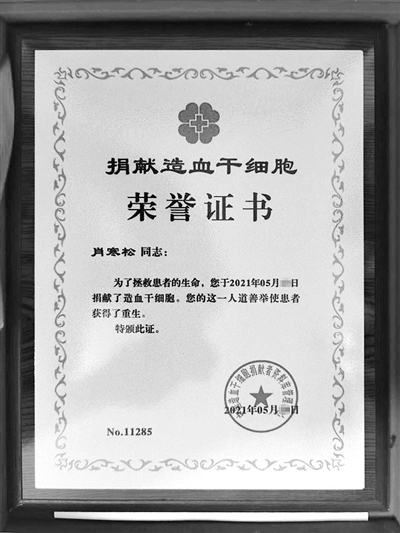 捐献造血干细胞
荣誉证书
肖寒松 同志：
为了拯救患者的生命，您于2021年05月 日
捐献了造血干细胞。您的这一人道善举使患者
获得了重生。
特颁此证。
2021年05月 日
No.11285